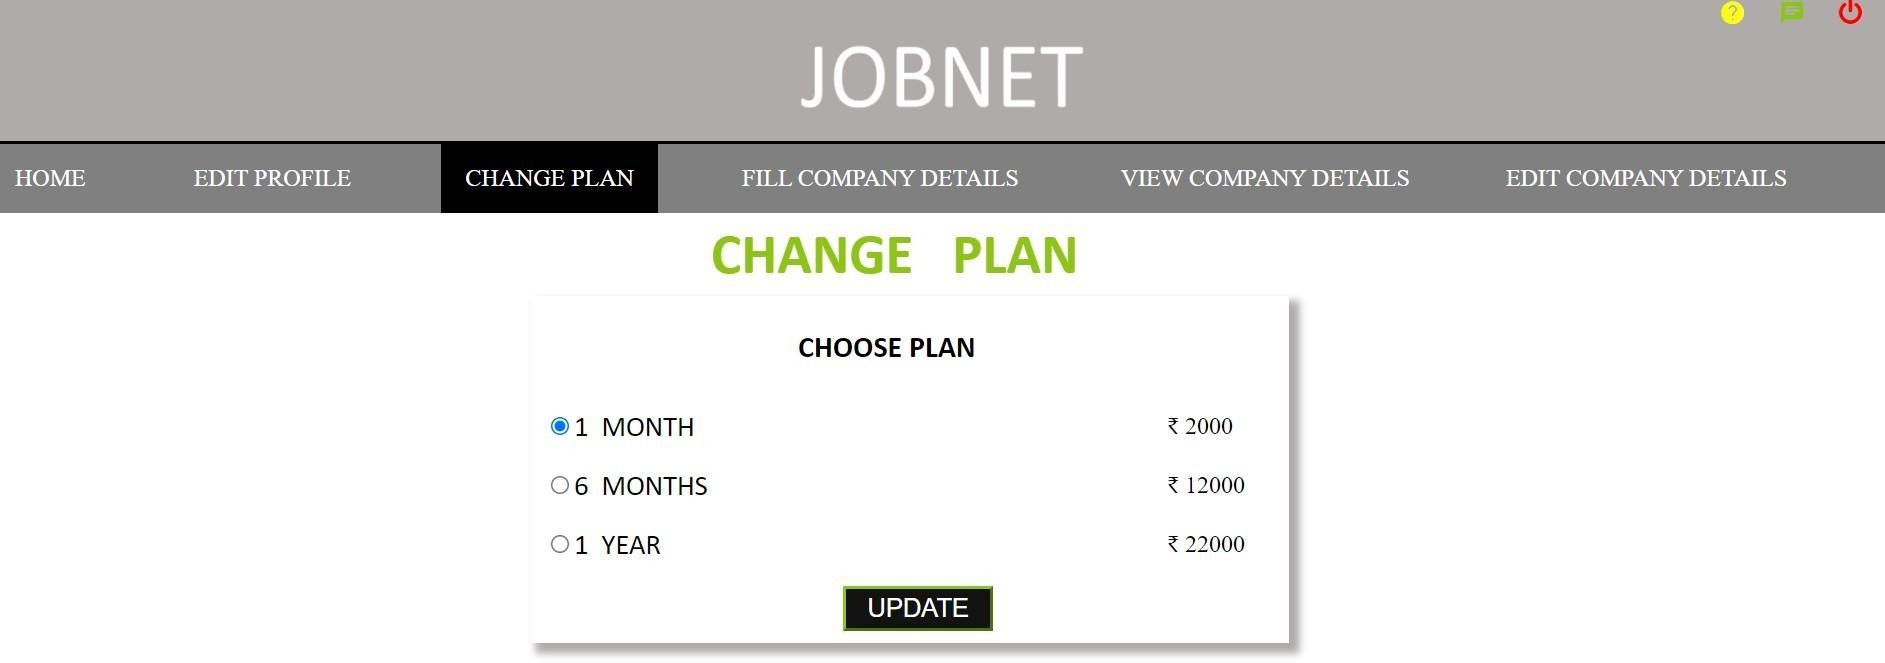 ?
JOBNET
HOME EDIT PROFILE CHANGE PLAN FILL COMPANY DETAILS VIEW COMPANY DETAILS EDIT COMPANY DETAILS
CHANGE PLAN
CHOOSE PLAN
1 MONTH ₹ 2000
6 MONTHS ₹ 12000
1 YEAR ₹ 22000
UPDATE